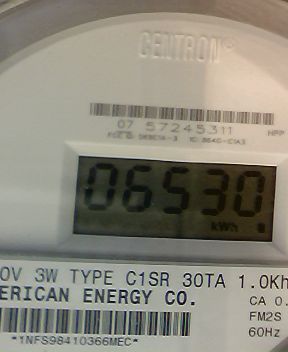 CENTRON®
07 57245311
HPP
06530
kWh
0V 3W TYPE C1SR 30TA 1.0Kh
ERICAN ENERGY CO.
CA 0.
FM2S
60Hz
*1NFS98410366MEC*